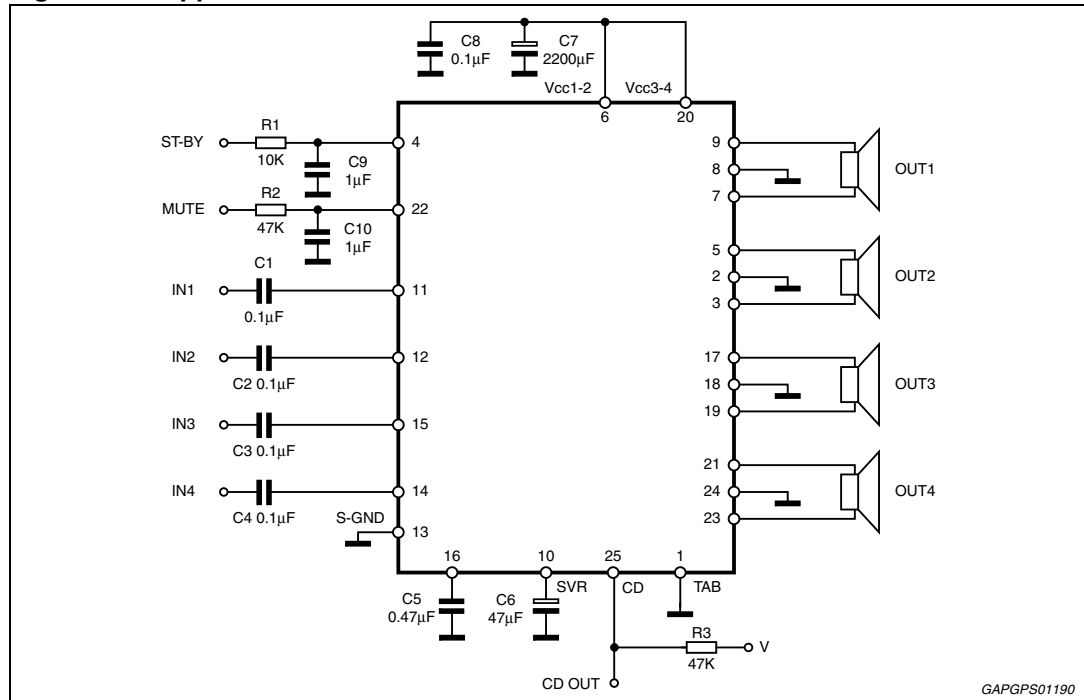 C8
0.1µF
C7
2200µF
Vcc1-2
Vcc3-4
6
20
ST-BY
R1
10K
4
C9
1µF
MUTE
R2
47K
22
C10
1µF
IN1
C1
0.1µF
11
IN2
C2 0.1µF
12
IN3
C3 0.1µF
15
IN4
C4 0.1µF
14
S-GND
13
9
8
7
OUT1
5
2
3
OUT2
17
18
19
OUT3
21
24
23
OUT4
16
10
25
1
C5
0.47µF
C6
47µF
SVR
CD
TAB
R3
47K
V
CD OUT
GAPGPS01190